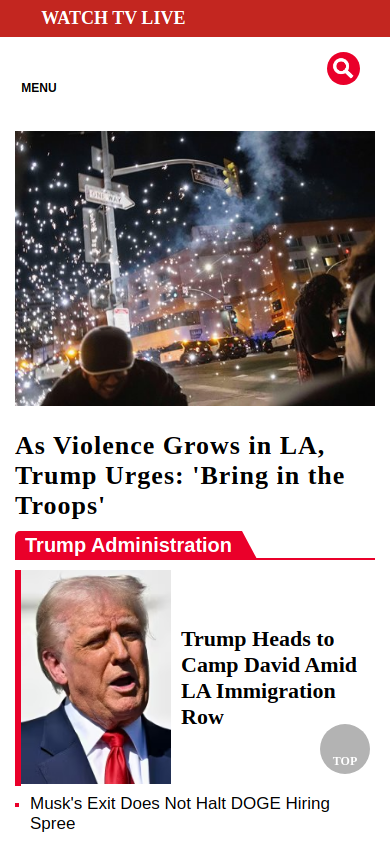 WATCH TV LIVE
MENU
As Violence Grows in LA,
Trump Urges: 'Bring in the
Troops'
Trump Administration
Trump Heads to
Camp David Amid
LA Immigration
Row
TOP
Musk's Exit Does Not Halt DOGE Hiring
Spree